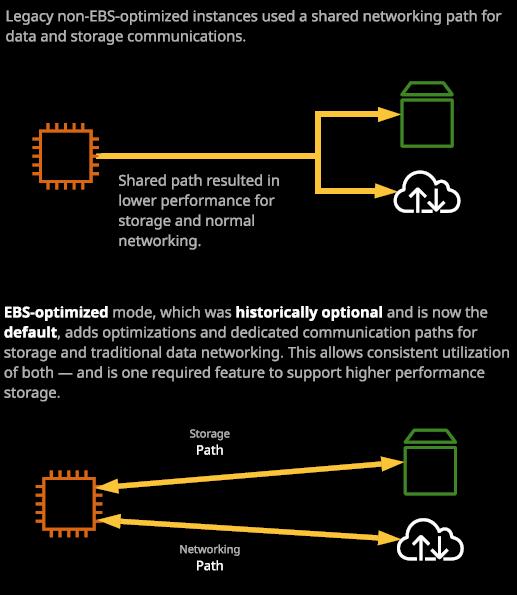 Legacy non-EBS-optimized instances used a shared networking path for
data and storage communications.
Shared path resulted in
lower performance for
storage and normal
networking.
EBS-optimized mode, which was historically optional and is now the
default, adds optimizations and dedicated communication paths for
storage and traditional data networking. This allows consistent utilization
of both — and is one required feature to support higher performance
storage.
Storage
Path
Networking
Path